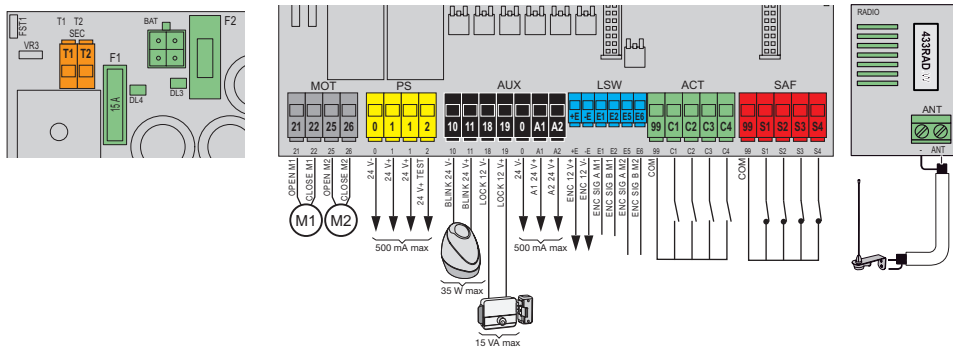 FST1
VR3
T1 T2
SEC
T1 T2
F1
15 A
BAT
DL4
DL3
F2
MOT PS AUX LSW ACT SAF
21 22 25 26 0 1 1 2 10 11 18 19 0 A1 A2 +E -E E1 E2 E5 E6 99 C1 C2 C3 C4 99 S1 S2 S3 S4
21 22 25 26 0 1 1 2 10 11 18 19 0 A1 A2 +E -E E1 E2 E5 E6 99 C1 C2 C3 C4 99 S1 S2 S3 S4
OPEN M1
CLOSE M1
OPEN M2
CLOSE M2
24 V-
24 V+
24 V+
24 V+ TEST
BLINK 24 V-
BLINK 24 V+
LOCK 12 V-
LOCK 12 V+
24 V-
A1 24 V+
A2 24 V+
ENC 12 V+
ENC 12 V-
ENC SIG A M1
ENC SIG B M1
ENC SIG A M2
ENC SIG B M2
COM
COM
M1 M2
500 mA max
500 mA max
35 W max
15 VA max
RADIO
433RAD
ANT
- ANT